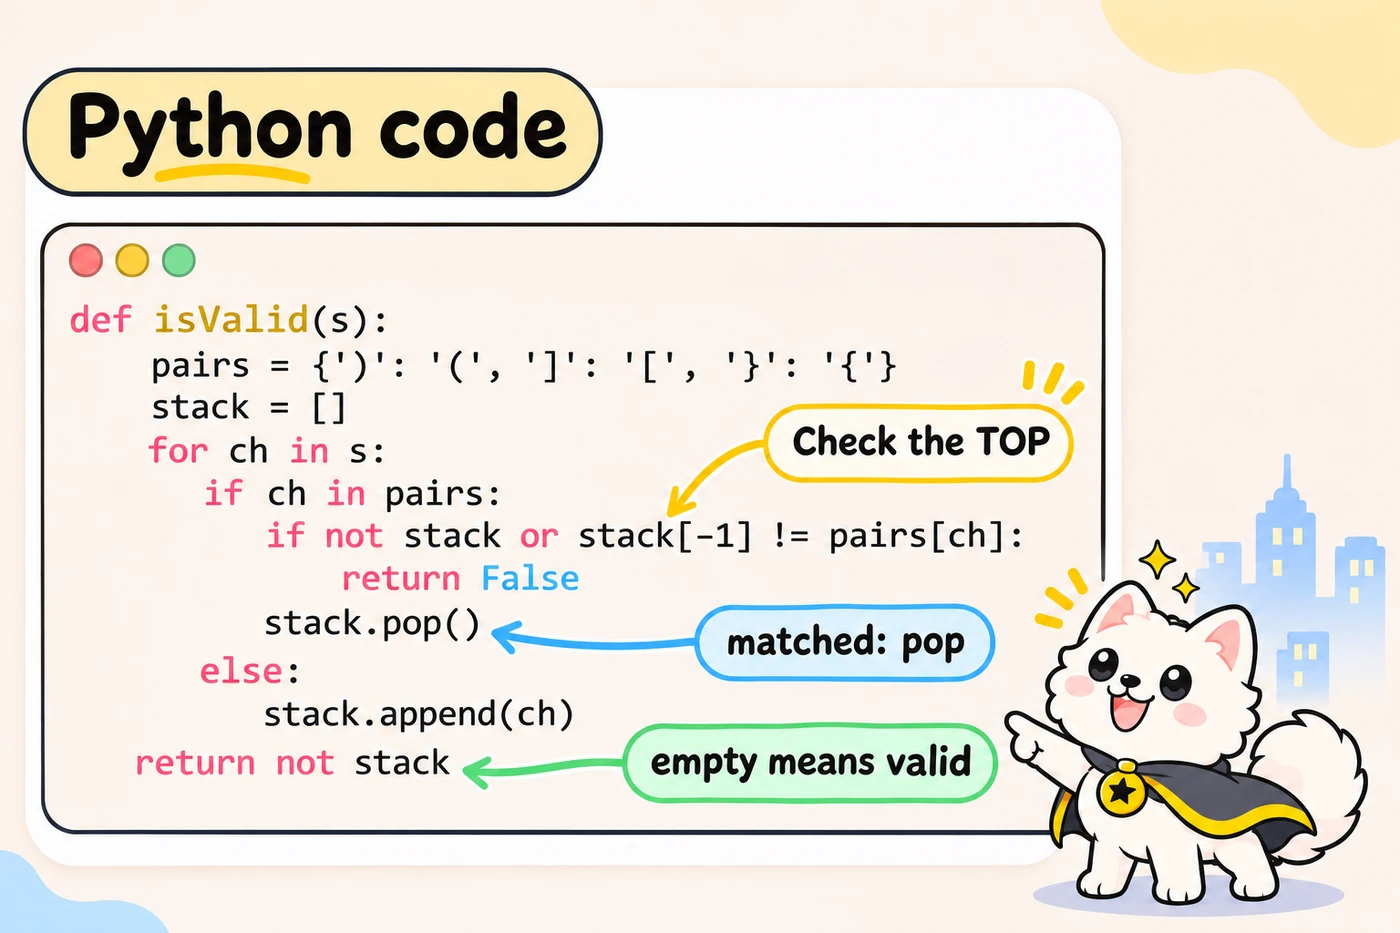 Python code
def isValid(s):
    pairs = {')': '(', ']': '[', '}': '{'}
    stack = []
    for ch in s:
        if ch in pairs:
            if not stack or stack[-1] != pairs[ch]:
                return False
            stack.pop()
        else:
            stack.append(ch)
    return not stack
Check the TOP
matched: pop
empty means valid